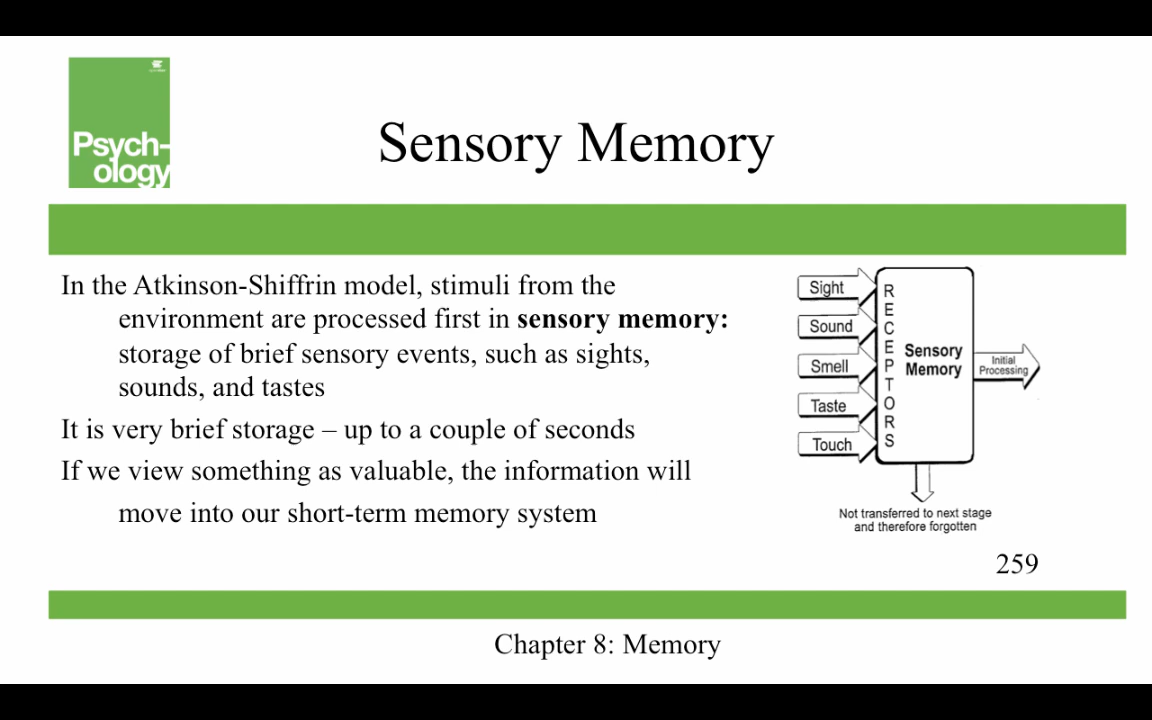 Psych-
ology
Sensory Memory
In the Atkinson-Shiffrin model, stimuli from the
environment are processed first in sensory memory:
storage of brief sensory events, such as sights,
sounds, and tastes
It is very brief storage – up to a couple of seconds
If we view something as valuable, the information will
move into our short-term memory system
Sight
Sound
Smell
Taste
Touch
RECEPTORS
Sensory
Memory
Initial
Processing
Not transferred to next stage
and therefore forgotten
259
Chapter 8: Memory